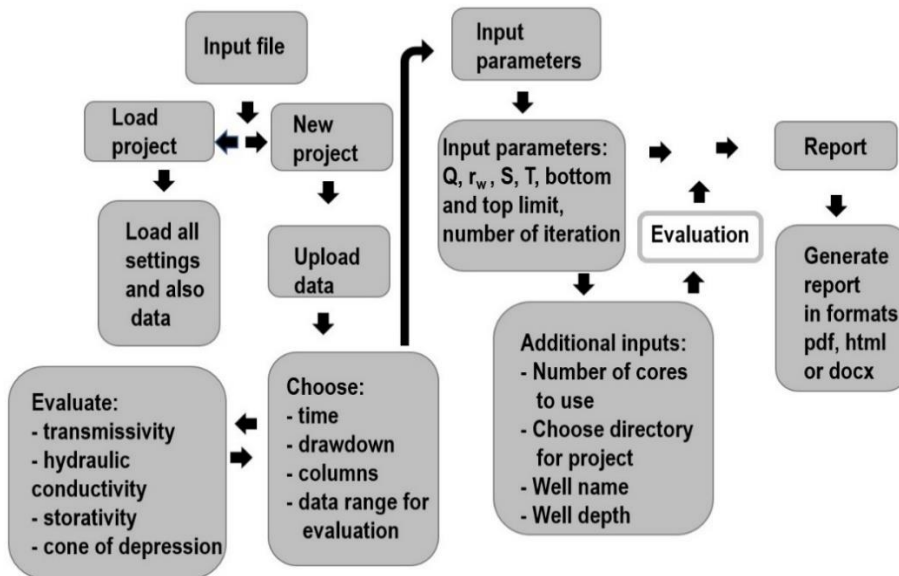 Input file
Load
project
New
project
Load all
settings
and also
data
Upload
data
Evaluate:
- transmissivity
- hydraulic
conductivity
- storativity
- cone of depression
Choose:
- time
- drawdown
- columns
- data range for
evaluation
Input
parameters
Input parameters:
Q, r_w, S, T, bottom
and top limit,
number of iteration
Additional inputs:
- Number of cores
to use
- Choose directory
for project
- Well name
- Well depth
Evaluation
Report
Generate
report
in formats
pdf, html
or docx